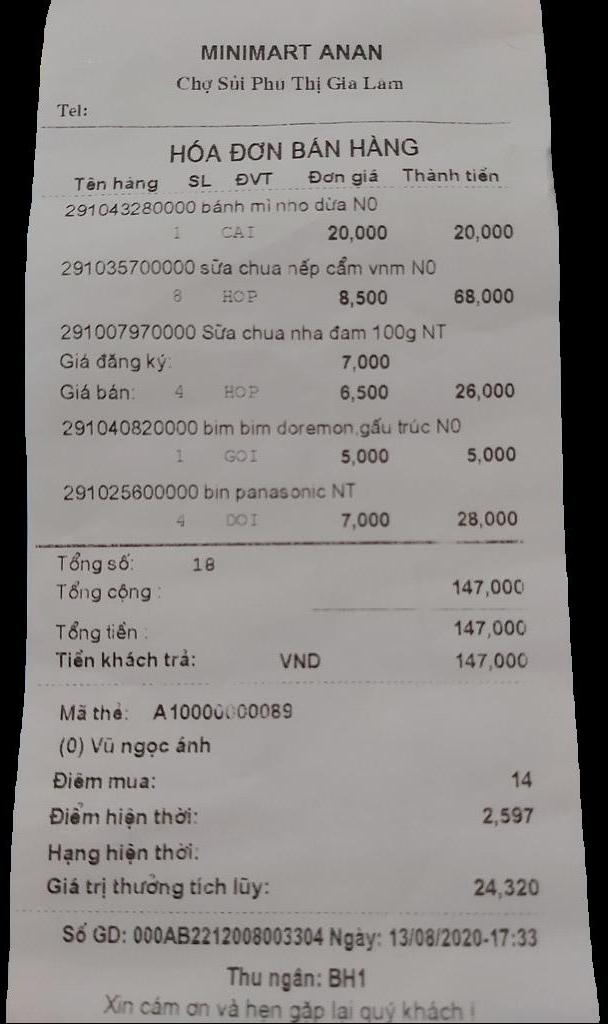 MINIMART ANAN
Chợ Sủi Phú Thị Gia Lâm
Tel:
HÓA ĐƠN BÁN HÀNG
Tên hàng SL ĐVT Đơn giá Thành tiền
291043280000 bánh mì nho dừa N0
1 CAI 20,000 20,000
291035700000 sữa chua nếp cẩm vnm N0
8 HOP 8,500 68,000
291007970000 Sữa chua nha đam 100g NT
Giá đăng ký: 7,000
Giá bán: 4 HOP 6,500 26,000
291040820000 bim bim doremon,gấu trúc N0
1 GOI 5,000 5,000
291025600000 bin panasonic NT
4 DOI 7,000 28,000
Tổng số: 18
Tổng cộng : 147,000
Tổng tiền : 147,000
Tiền khách trả: VND 147,000
Mã thẻ: A10000000089
(0) Vũ ngọc ánh
Điểm mua: 14
Điểm hiện thời: 2,597
Hạng hiện thời:
Giá trị thưởng tích lũy: 24,320
Số GD: 000AB2212008003304 Ngày: 13/08/2020-17:33
Thu ngân: BH1
Xin cám ơn và hẹn gặp lại quý khách !